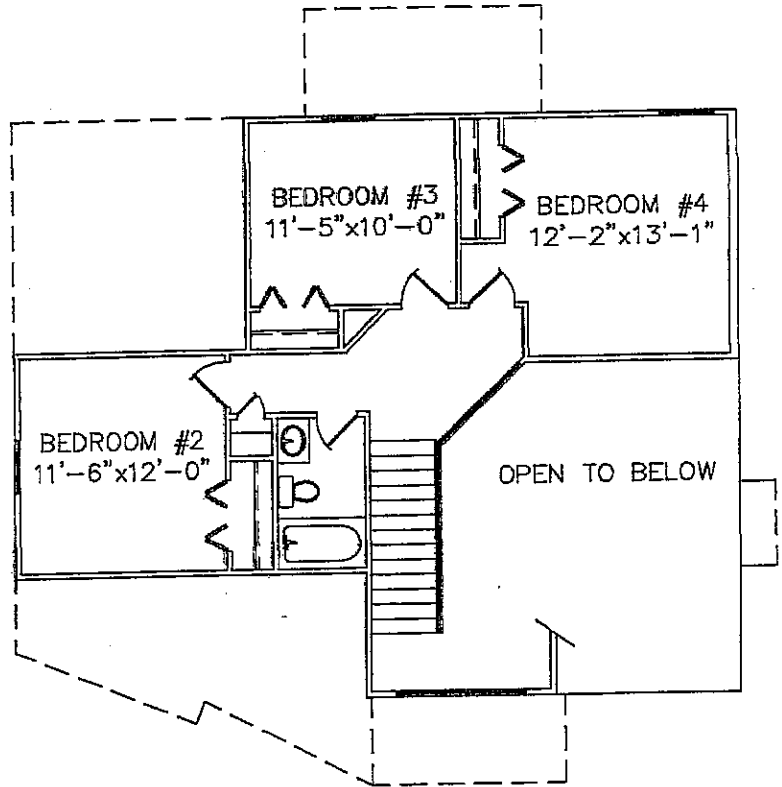 BEDROOM #3
11'-5"x10'-0"
BEDROOM #4
12'-2"x13'-1"
BEDROOM #2
11'-6"x12'-0"
OPEN TO BELOW